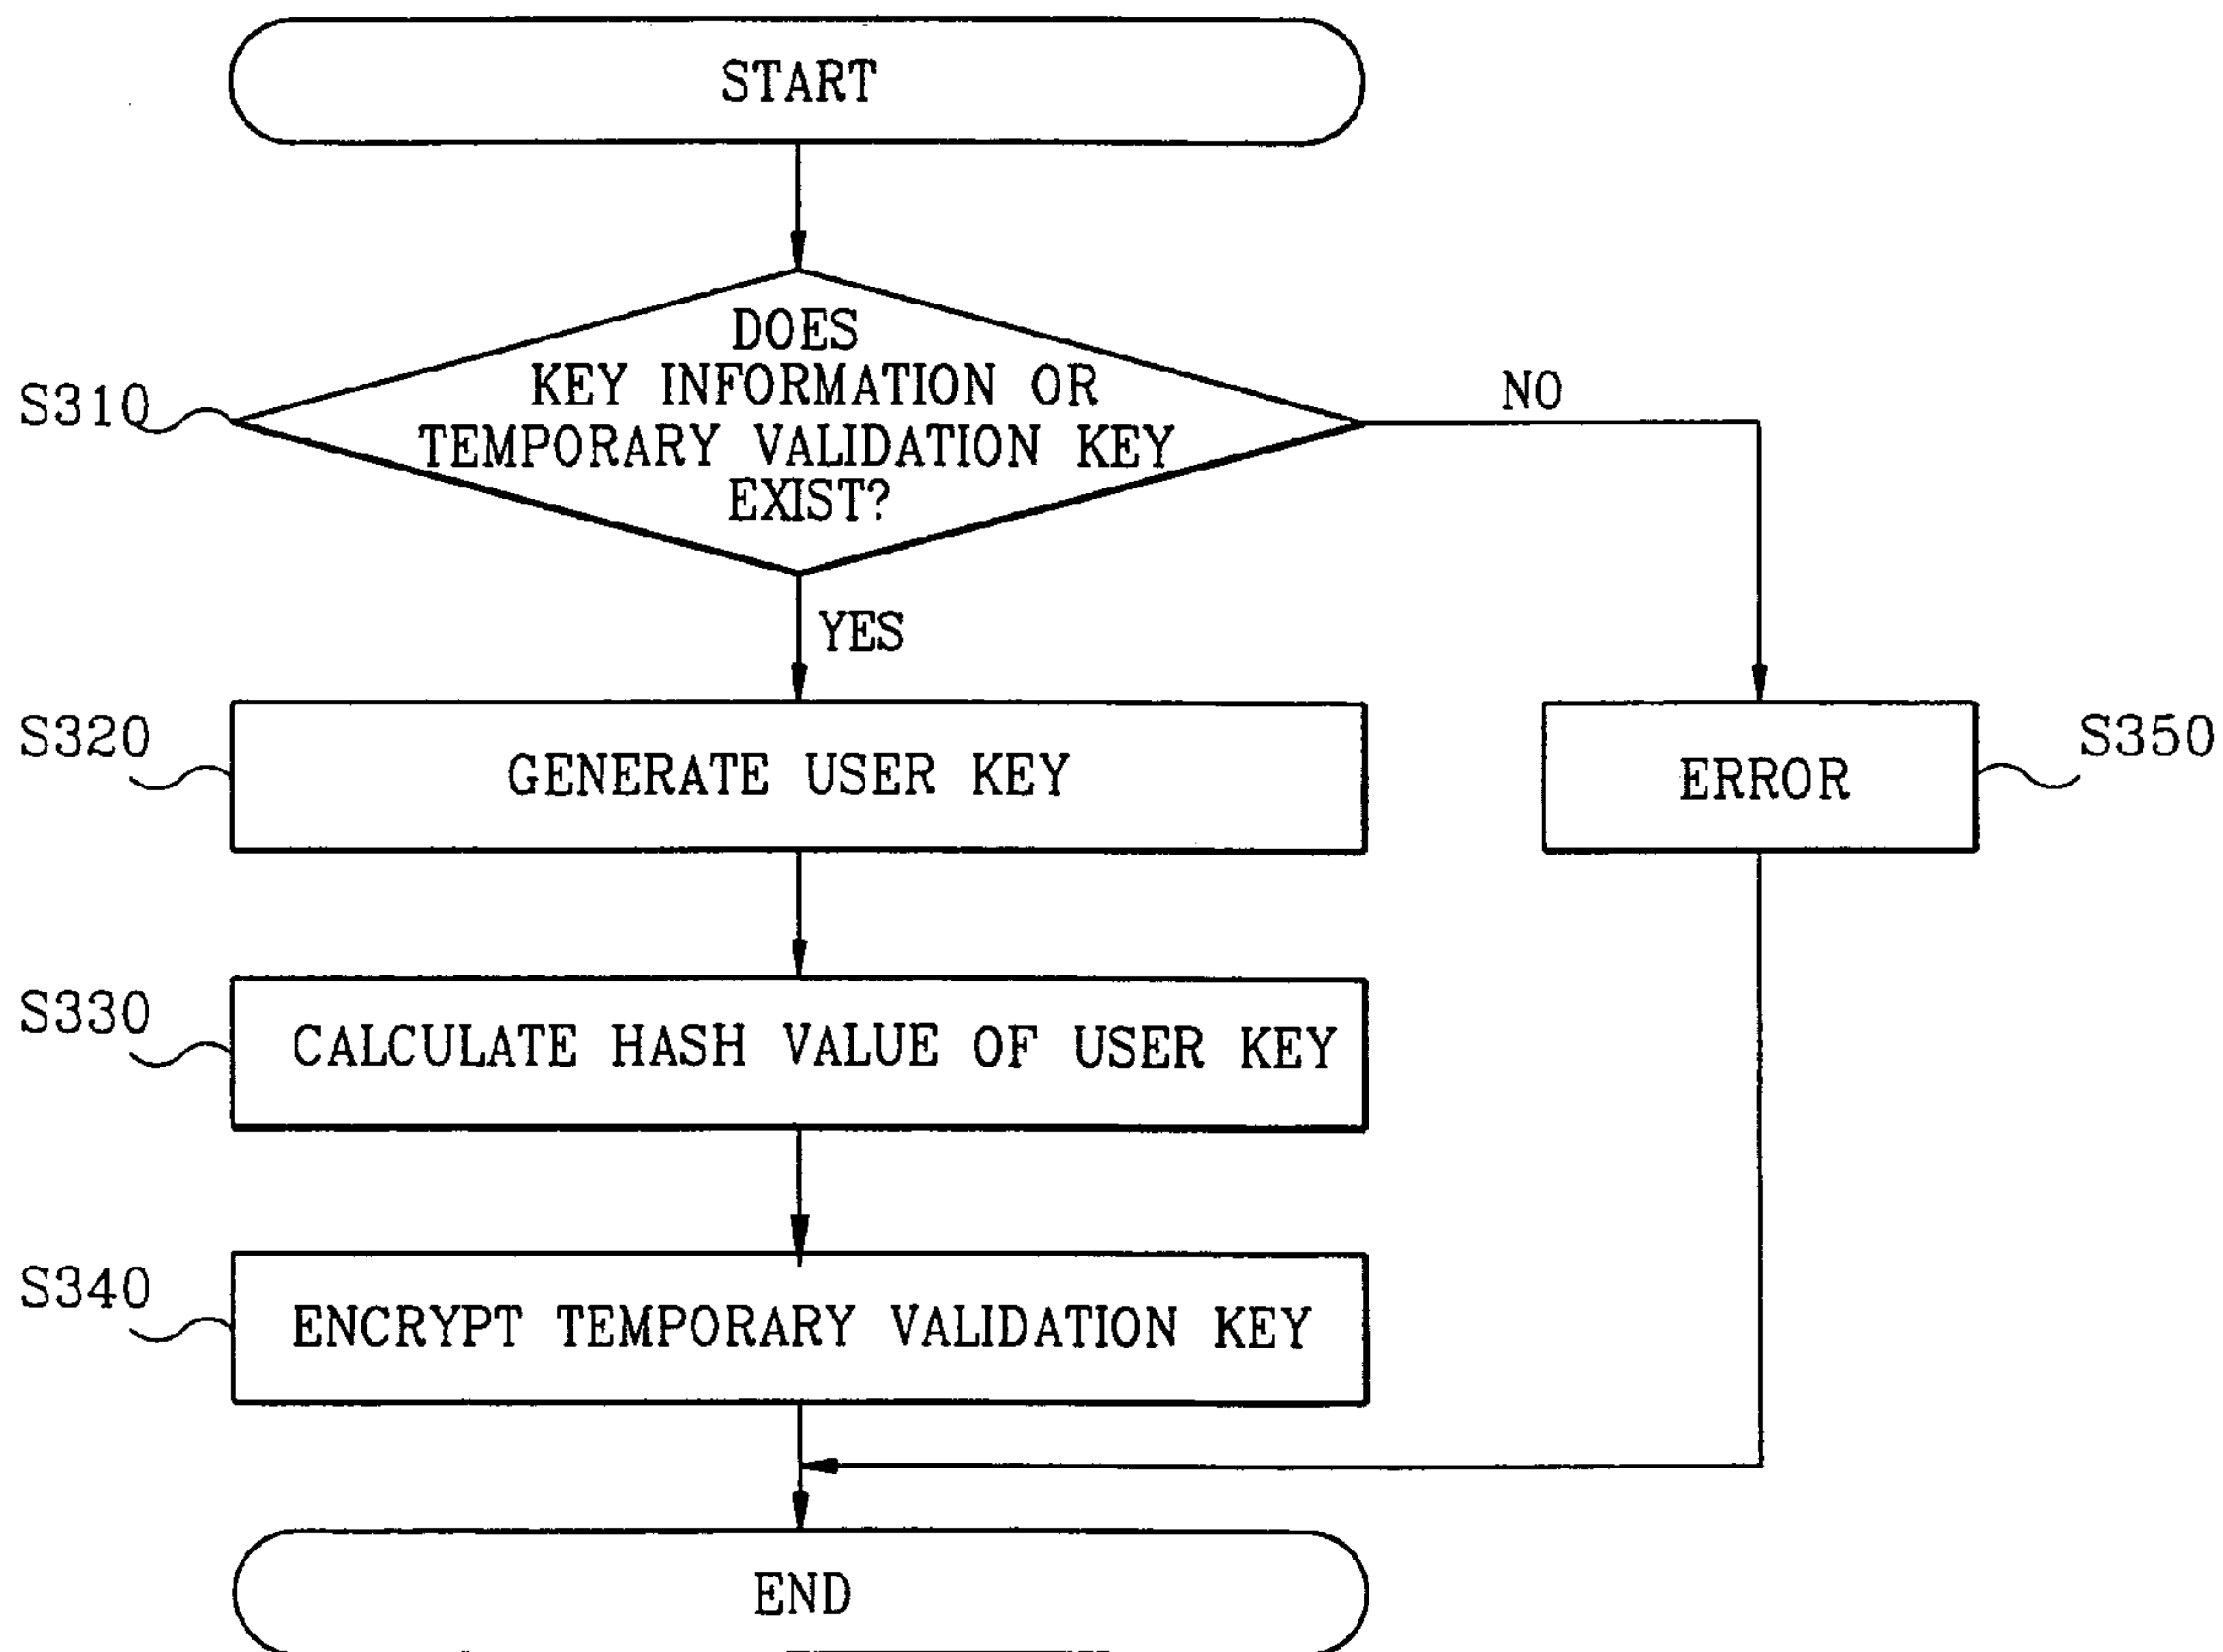 START
DOES
KEY INFORMATION OR
TEMPORARY VALIDATION KEY
EXIST?
S310
NO
YES
S320
GENERATE USER KEY
ERROR
S350
S330
CALCULATE HASH VALUE OF USER KEY
S340
ENCRYPT TEMPORARY VALIDATION KEY
END